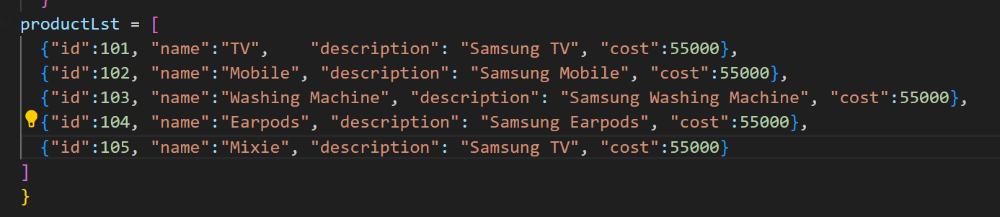 }
productLst = [
{"id":101, "name":"TV",    "description": "Samsung TV", "cost":55000},
{"id":102, "name":"Mobile", "description": "Samsung Mobile", "cost":55000},
{"id":103, "name":"Washing Machine", "description": "Samsung Washing Machine", "cost":55000},
{"id":104, "name":"Earpods", "description": "Samsung Earpods", "cost":55000},
{"id":105, "name":"Mixie", "description": "Samsung TV", "cost":55000}
]
}